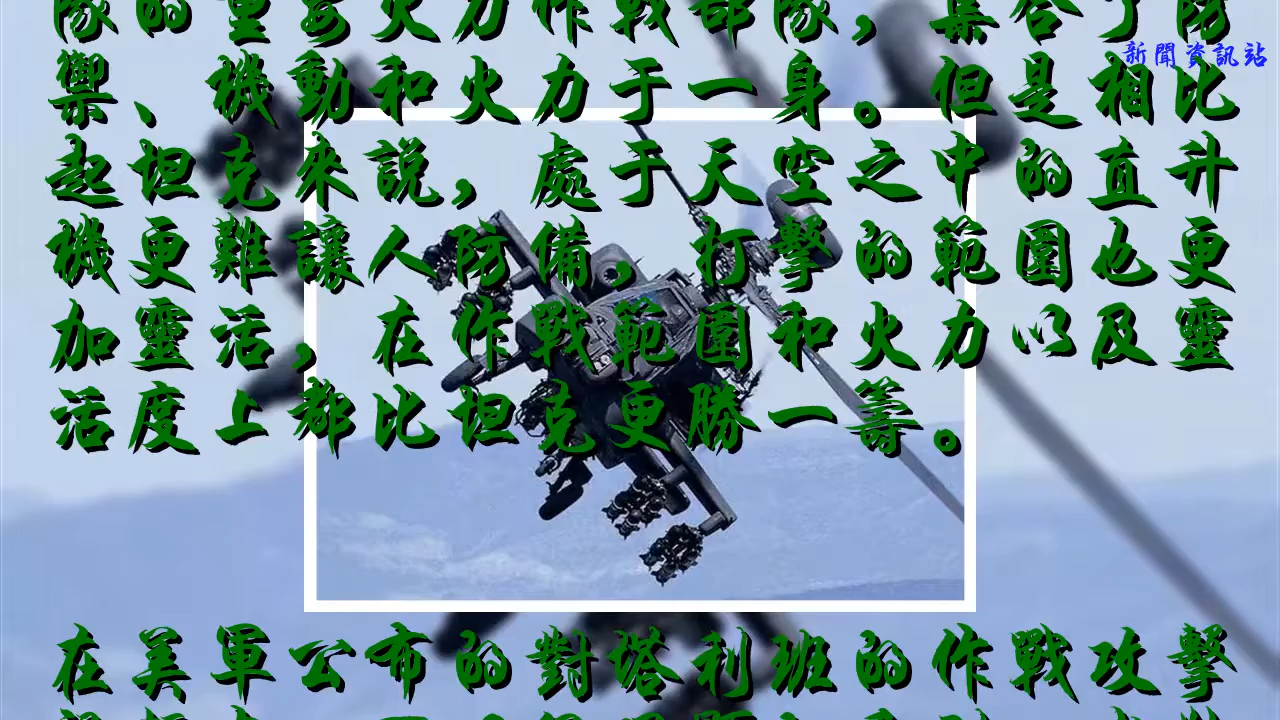 隊的重要火力作戰部隊，集合了防
新聞資訊站
禦、機動和火力于一身。但是相比
起坦克來說，處于天空之中的直升
機更難讓人防備，打擊的範圍也更
加靈活，在作戰範圍和火力以及靈
活度上都比坦克更勝一籌。
在美軍公布的對塔利班的作戰攻擊